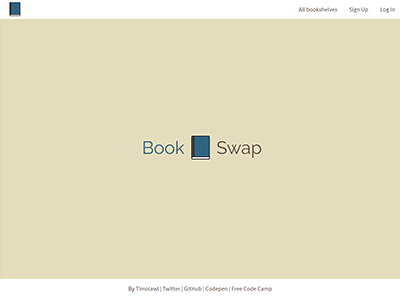 All bookshelves Sign Up Log In
Book Swap
By Timolawl | Twitter | GitHub | Codepen | Free Code Camp